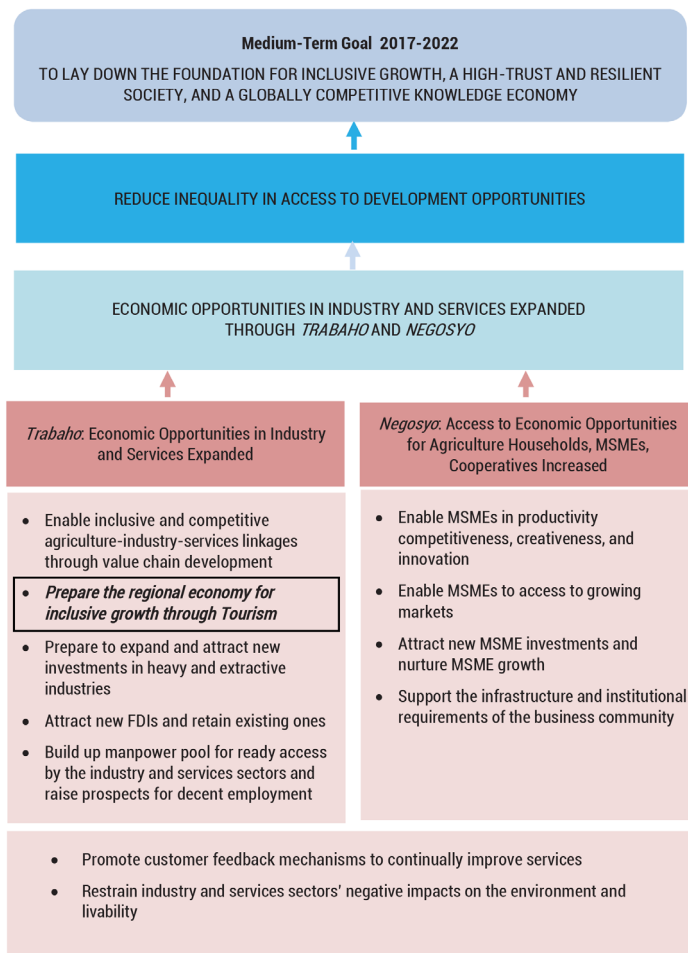 Medium-Term Goal 2017-2022
TO LAY DOWN THE FOUNDATION FOR INCLUSIVE GROWTH, A HIGH-TRUST AND RESILIENT
SOCIETY, AND A GLOBALLY COMPETITIVE KNOWLEDGE ECONOMY
REDUCE INEQUALITY IN ACCESS TO DEVELOPMENT OPPORTUNITIES
ECONOMIC OPPORTUNITIES IN INDUSTRY AND SERVICES EXPANDED
THROUGH TRABAHO AND NEGOSYO
Trabaho: Economic Opportunities in Industry
and Services Expanded
• Enable inclusive and competitive
agriculture-industry-services linkages
through value chain development
• Prepare the regional economy for
inclusive growth through Tourism
• Prepare to expand and attract new
investments in heavy and extractive
industries
• Attract new FDIs and retain existing ones
• Build up manpower pool for ready access
by the industry and services sectors and
raise prospects for decent employment
Negosyo: Access to Economic Opportunities
for Agriculture Households, MSMEs,
Cooperatives Increased
• Enable MSMEs in productivity
competitiveness, creativeness, and
innovation
• Enable MSMEs to access to growing
markets
• Attract new MSME investments and
nurture MSME growth
• Support the infrastructure and institutional
requirements of the business community
• Promote customer feedback mechanisms to continually improve services
• Restrain industry and services sectors' negative impacts on the environment and
livability